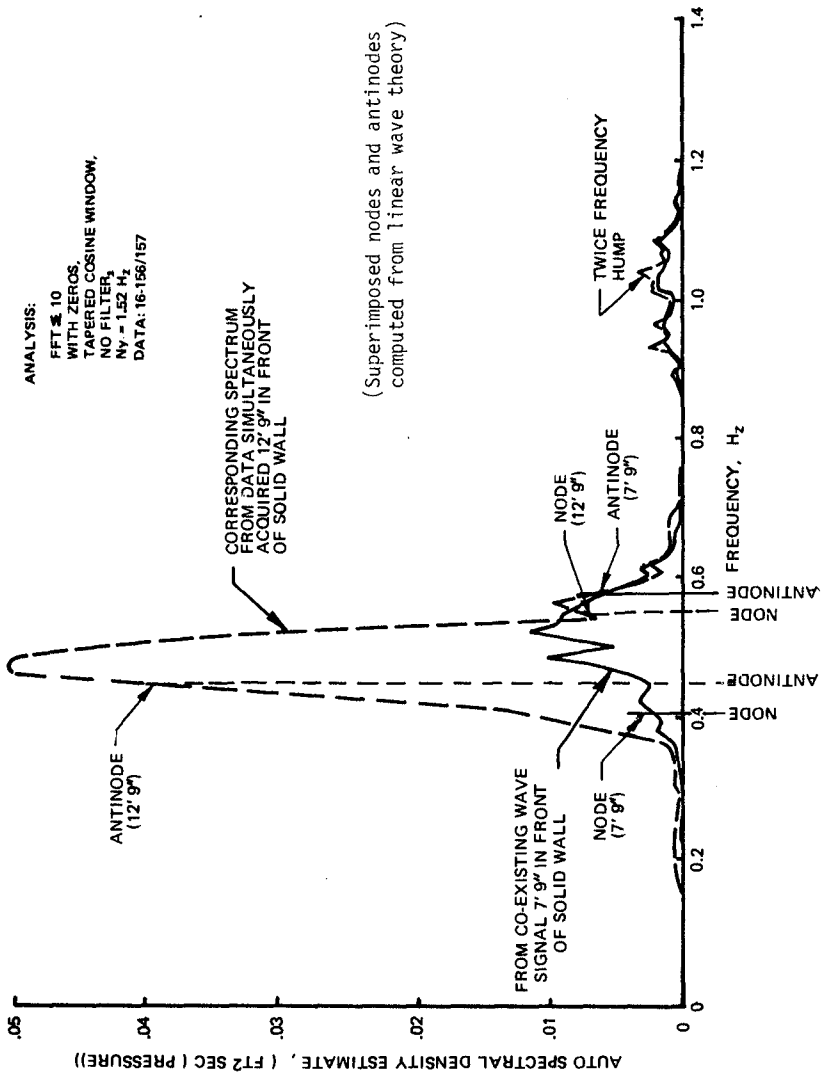 ANALYSIS:
FFT ≥ 10
WITH ZEROS,
TAPERED COSINE WINDOW,
NO FILTER,
Ny = 1.52 Hz
DATA: 16-156/157
CORRESPONDING SPECTRUM
FROM DATA SIMULTANEOUSLY
ACQUIRED 12' 9" IN FRONT
OF SOLID WALL
(Superimposed nodes and antinodes
computed from linear wave theory)
ANTINODE
(12' 9")
FROM CO-EXISTING WAVE
SIGNAL 7' 9" IN FRONT
OF SOLID WALL
NODE
(7' 9")
NODE
(12' 9")
ANTINODE
(7' 9")
TWICE FREQUENCY
HUMP
AUTO SPECTRAL DENSITY ESTIMATE, (FT2 SEC (PRESSURE))
.05
.04
.03
.02
.01
0
0
0.2
0.4
0.6
0.8
1.0
1.2
1.4
NODE
ANTINODE
NODE
ANTINODE
FREQUENCY, Hz